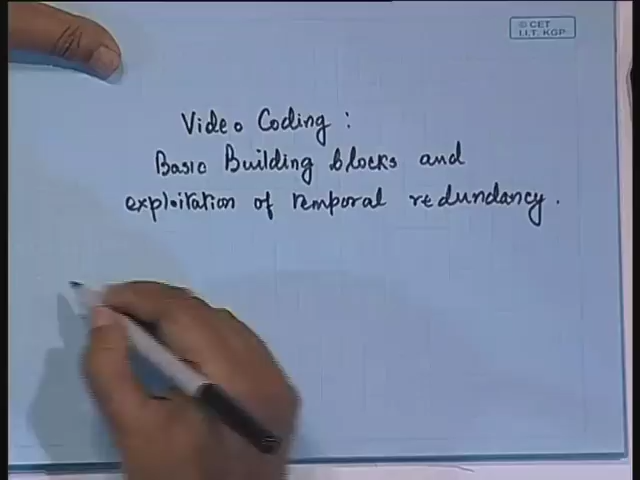 © CET
I.I.T. KGP
Video Coding :
Basic Building blocks and
exploitation of temporal redundancy.